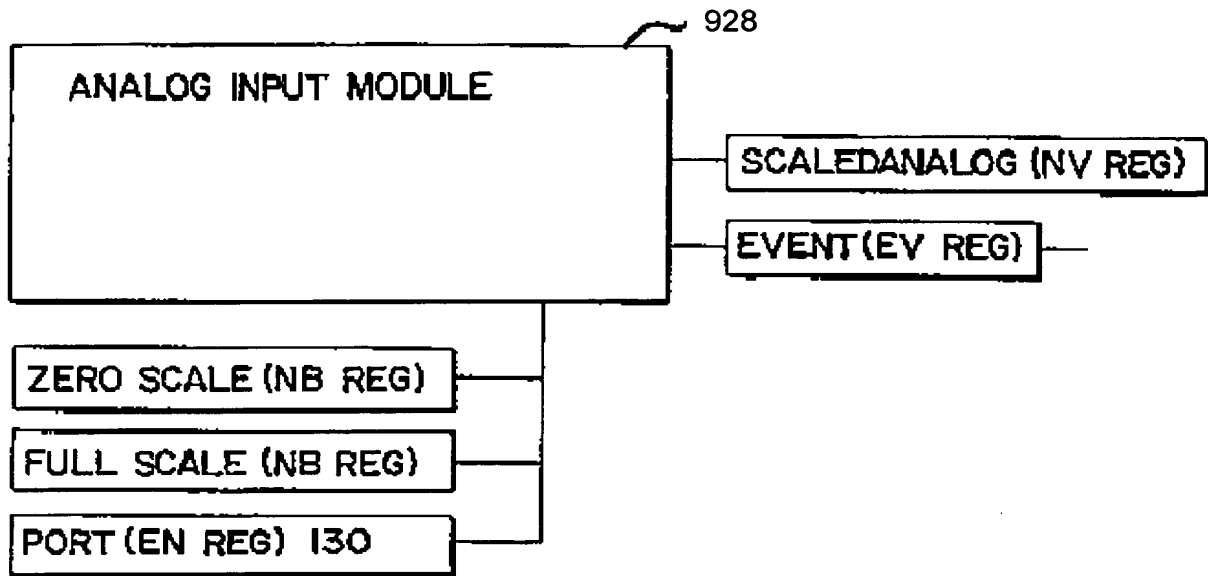 928
ANALOG INPUT MODULE
SCALEDANALOG (NV REG)
EVENT (EV REG)
ZERO SCALE (NB REG)
FULL SCALE (NB REG)
PORT (EN REG) 130